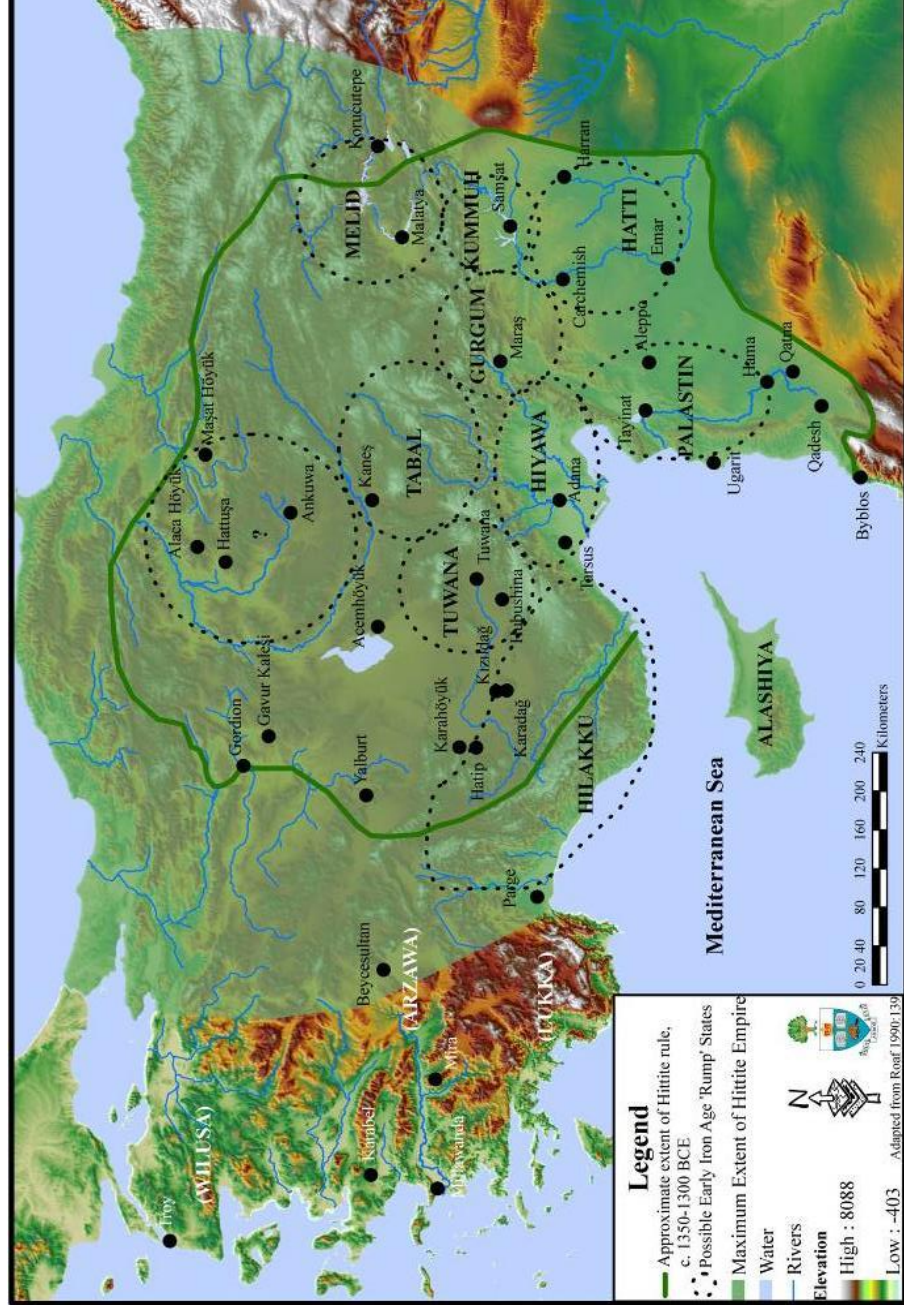 Troy
(WILUSA)
Karabel
Mira
(ARZAWA)
(LUKKA)
Beycesultan
Gordion
Gavur Kaleşi
Yalburt
Karahöyük
Hatip
Kızıldağ
Karadağ
Parge
HILAKKU
Alaca Höyük
Hattuşa
Maşat Höyük
?
Ankuwa
Acemhöyük
Kaneş
TABAL
TUWANA
Tuwana
Hubushina
Tarsus
HIYAWA
Adana
MELID
Korucutepe
Malatya
KUMMUH
Samşat
GURGUM
Maraş
Harran
Carchemish
HATTI
Emar
Aleppo
Tayinat
PALASTIN
Ugarit
Hama
Qatna
Qadesh
Byblos
ALASHIYA
Mediterranean Sea
0 20 40 80 120 160 200 240
Kilometers
Legend
Approximate extent of Hittite rule,
c. 1350-1300 BCE
Possible Early Iron Age 'Rump' States
Maximum Extent of Hittite Empire
Water
Rivers
Elevation
High : 8088
Low : -403
N
Adapted from Roaf 1990:139